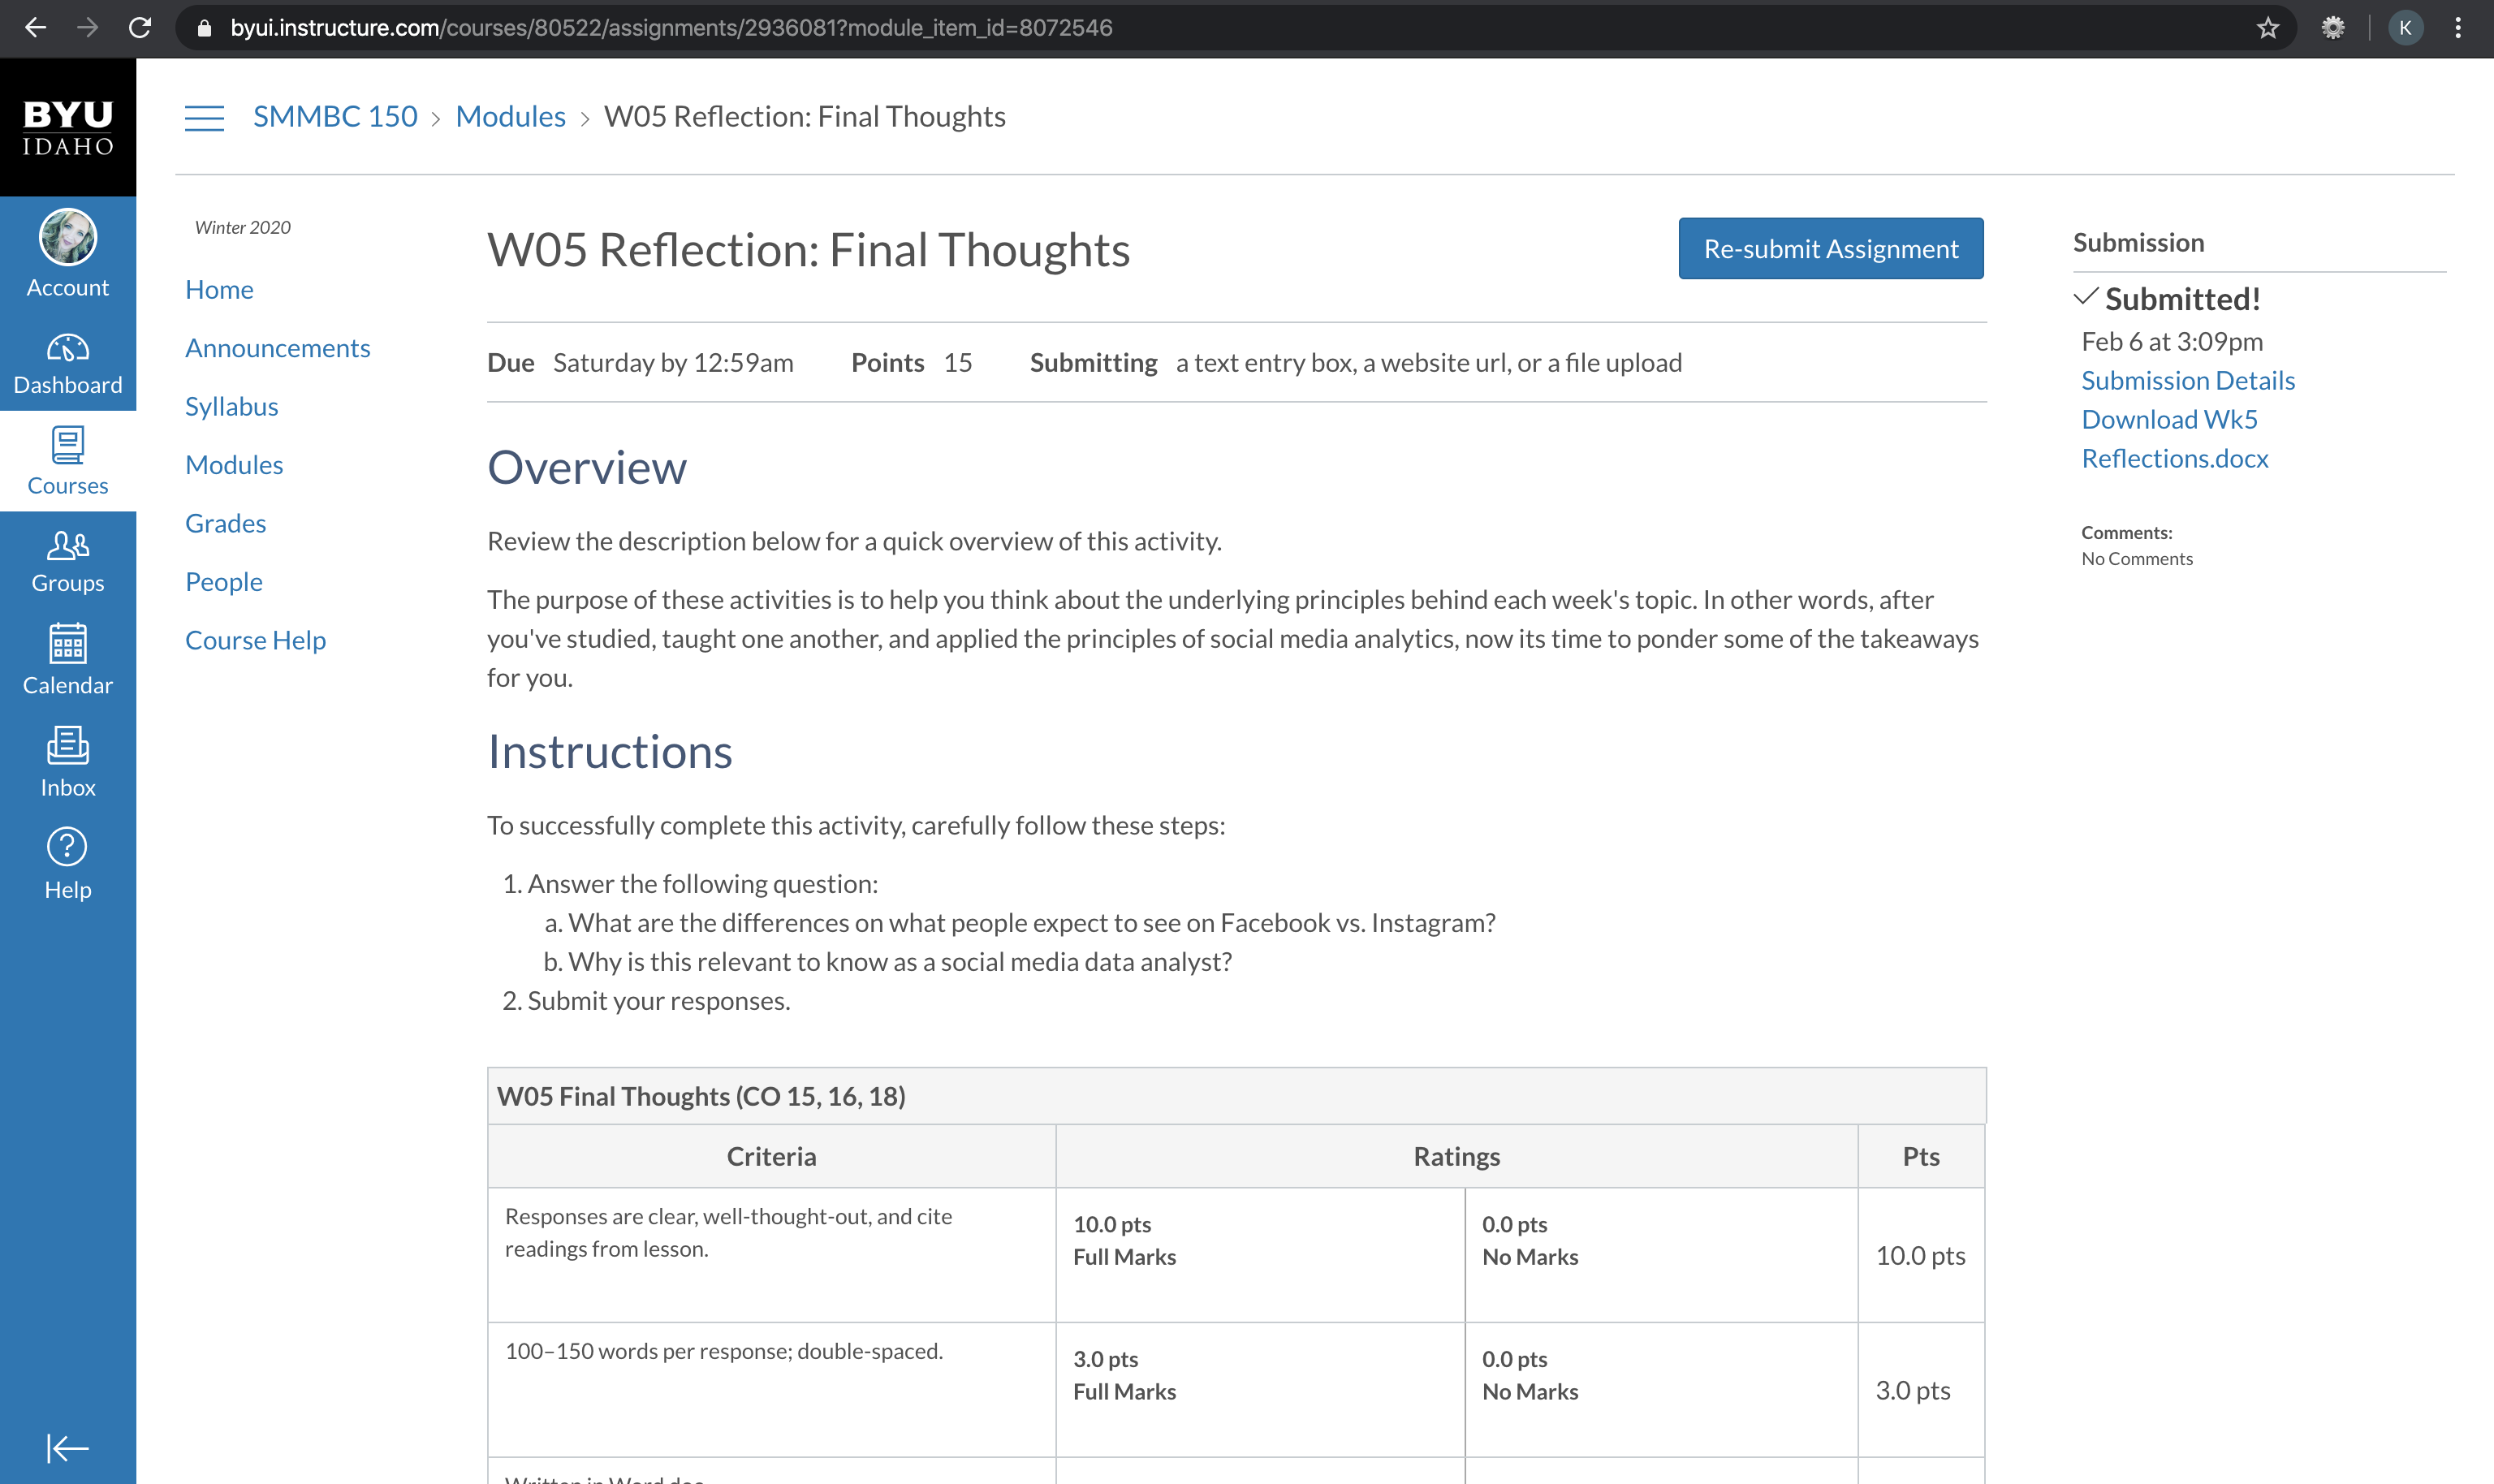 byui.instructure.com/courses/80522/assignments/2936081?module_item_id=8072546
K
BYU
IDAHO
Account
Dashboard
Courses
Groups
Calendar
Inbox
Help
SMMBC 150 > Modules > W05 Reflection: Final Thoughts
Winter 2020
Home
Announcements
Syllabus
Modules
Grades
People
Course Help
W05 Reflection: Final Thoughts
Re-submit Assignment
Due Saturday by 12:59am Points 15 Submitting a text entry box, a website url, or a file upload
Overview
Review the description below for a quick overview of this activity.
The purpose of these activities is to help you think about the underlying principles behind each week's topic. In other words, after
you've studied, taught one another, and applied the principles of social media analytics, now its time to ponder some of the takeaways
for you.
Instructions
To successfully complete this activity, carefully follow these steps:
1. Answer the following question:
a. What are the differences on what people expect to see on Facebook vs. Instagram?
b. Why is this relevant to know as a social media data analyst?
2. Submit your responses.
W05 Final Thoughts (CO 15, 16, 18)
Criteria Ratings Pts
Responses are clear, well-thought-out, and cite
readings from lesson.
10.0 pts
Full Marks
0.0 pts
No Marks
10.0 pts
100–150 words per response; double-spaced.
3.0 pts
Full Marks
0.0 pts
No Marks
3.0 pts
Submission
Submitted!
Feb 6 at 3:09pm
Submission Details
Download Wk5
Reflections.docx
Comments:
No Comments